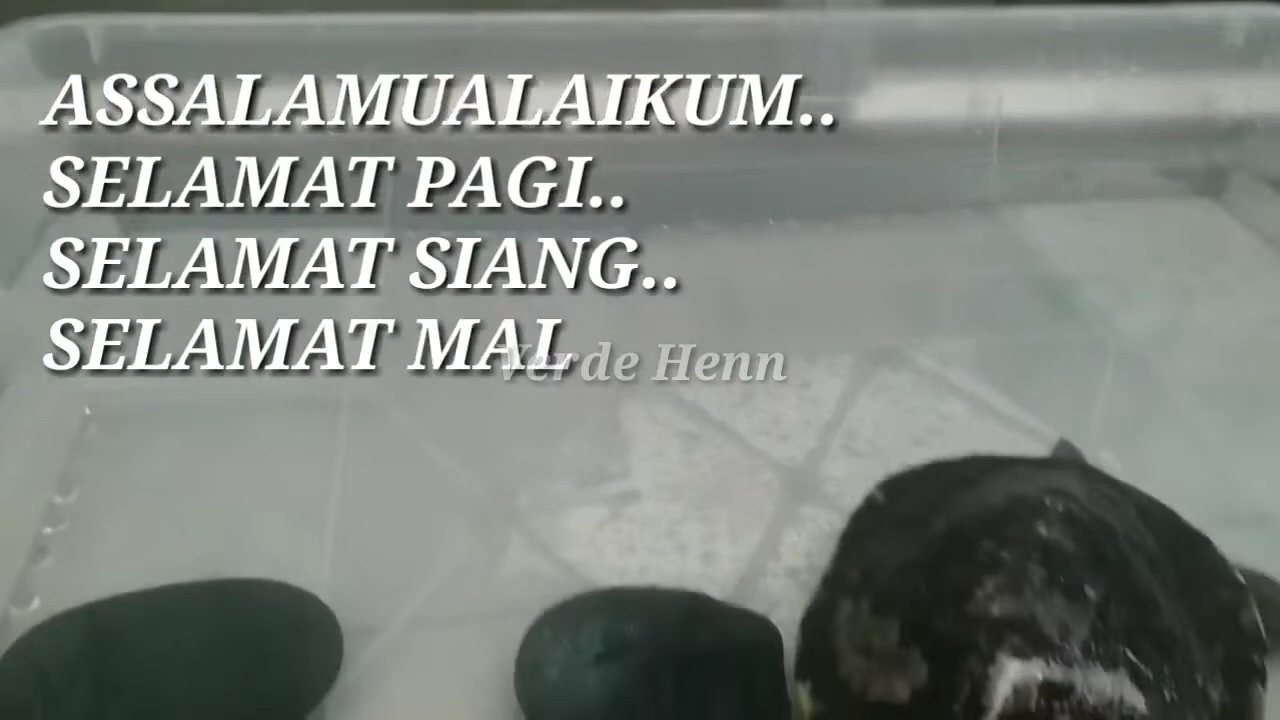 ASSALAMUALAIKUM..
SELAMAT PAGI..
SELAMAT SIANG..
SELAMAT MAL
Verde Henn